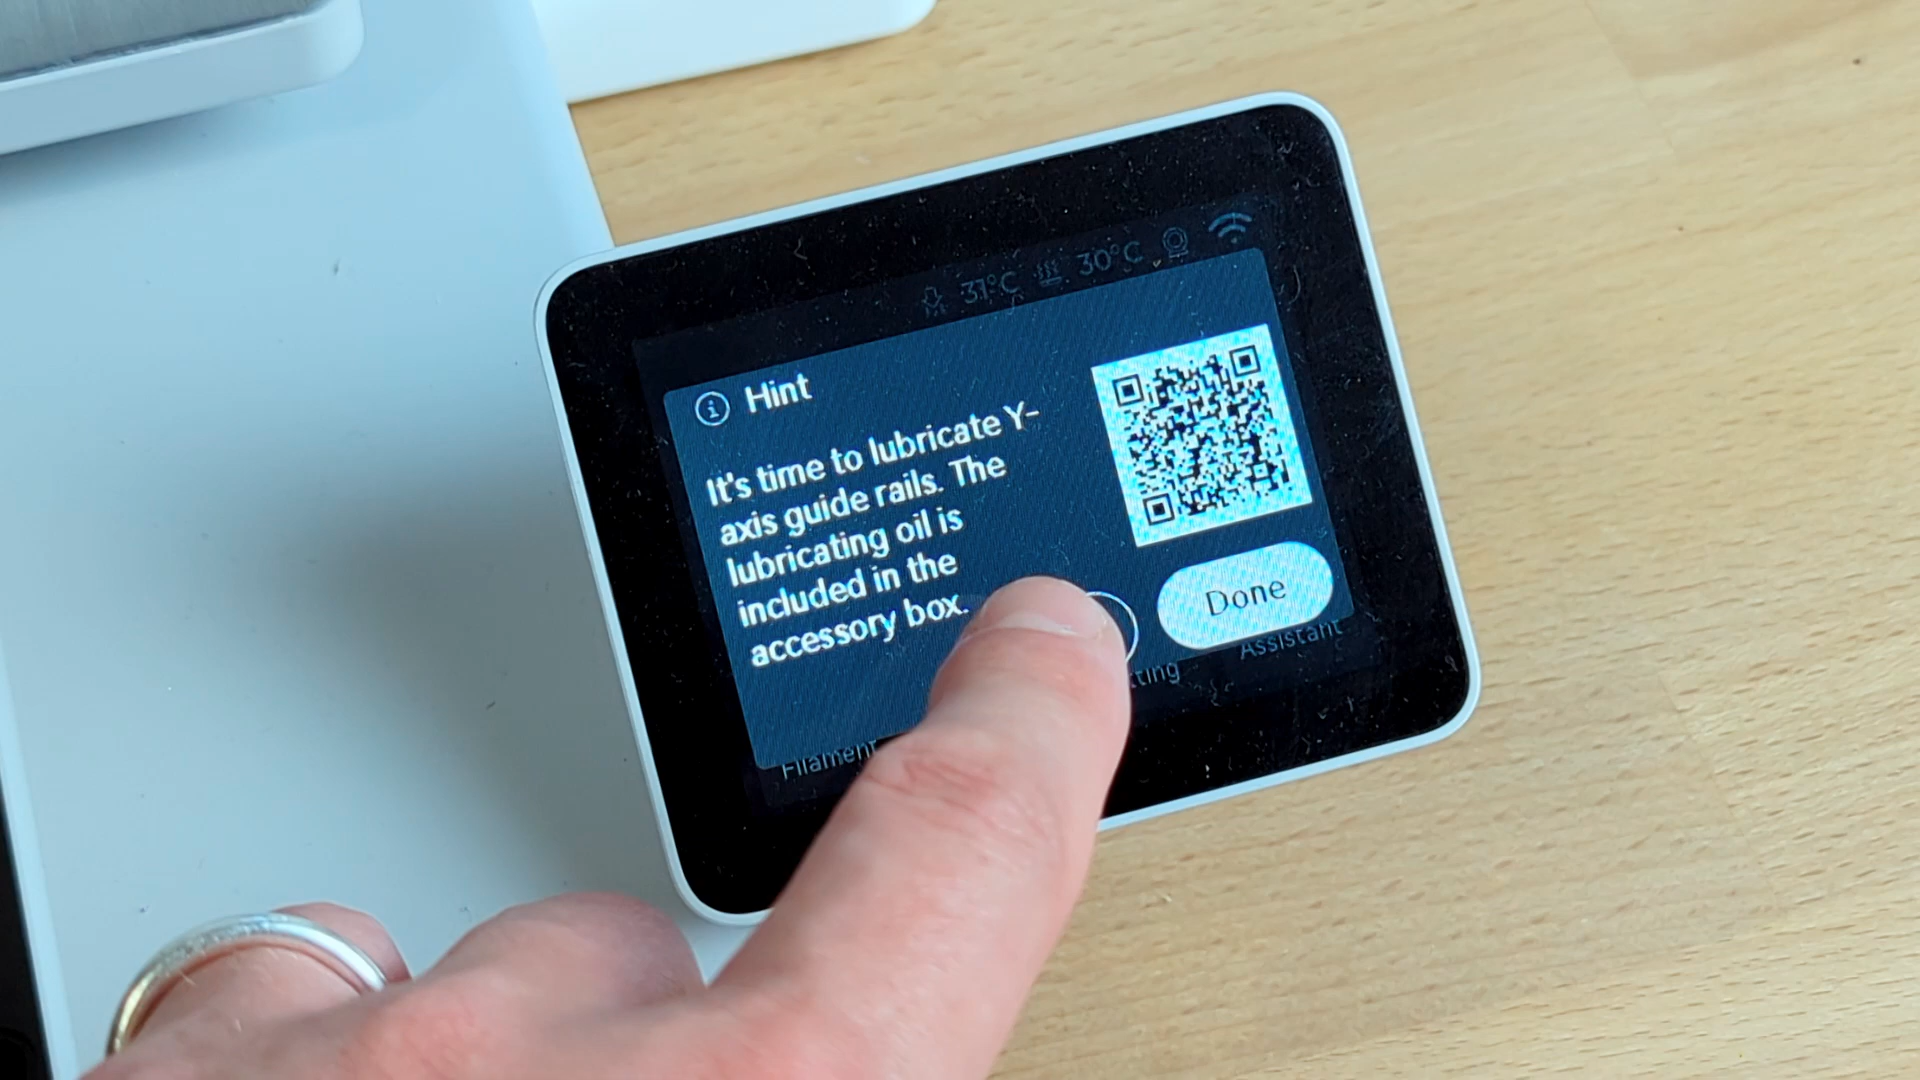 31°C 30°C
Hint
It's time to lubricate Y-
axis guide rails. The
lubricating oil is
included in the
accessory box.
Done
Filament
tting
Assistant